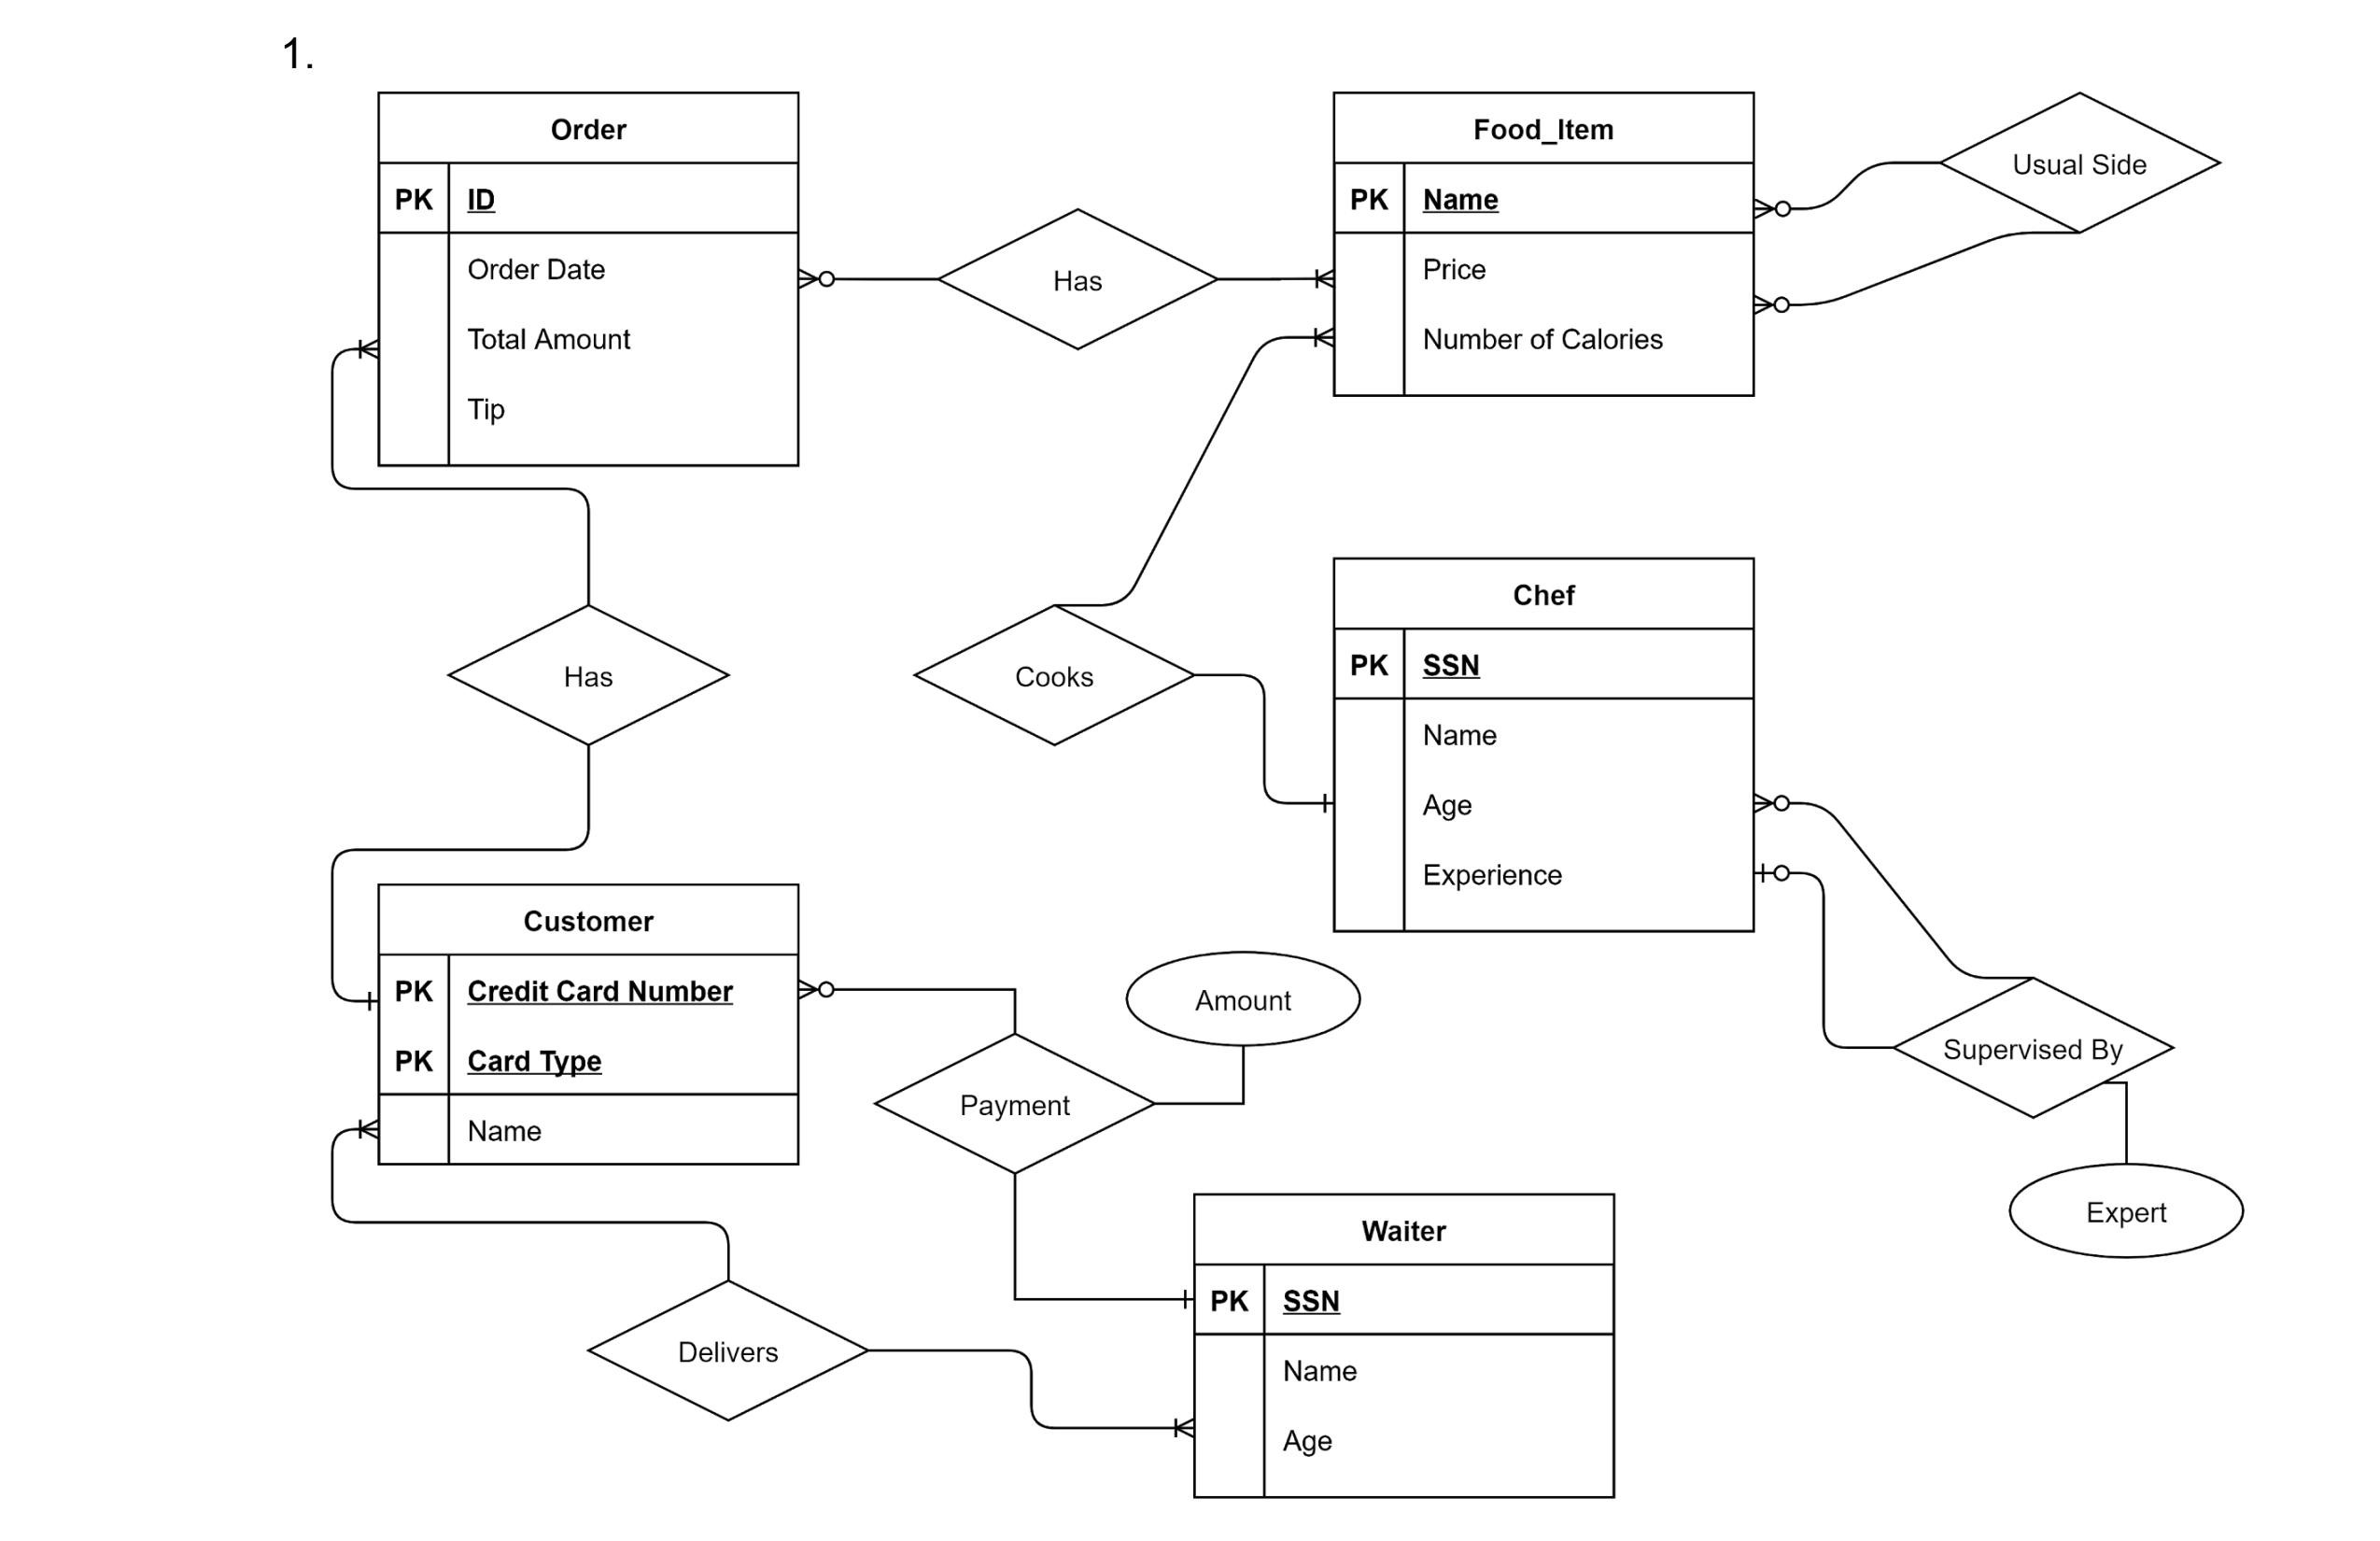 1.
Order
PK ID
Order Date
Total Amount
Tip
Has
Food_Item
PK Name
Price
Number of Calories
Usual Side
Has
Cooks
Chef
PK SSN
Name
Age
Experience
Supervised By
Expert
Customer
PK Credit Card Number
PK Card Type
Name
Payment
Amount
Delivers
Waiter
PK SSN
Name
Age